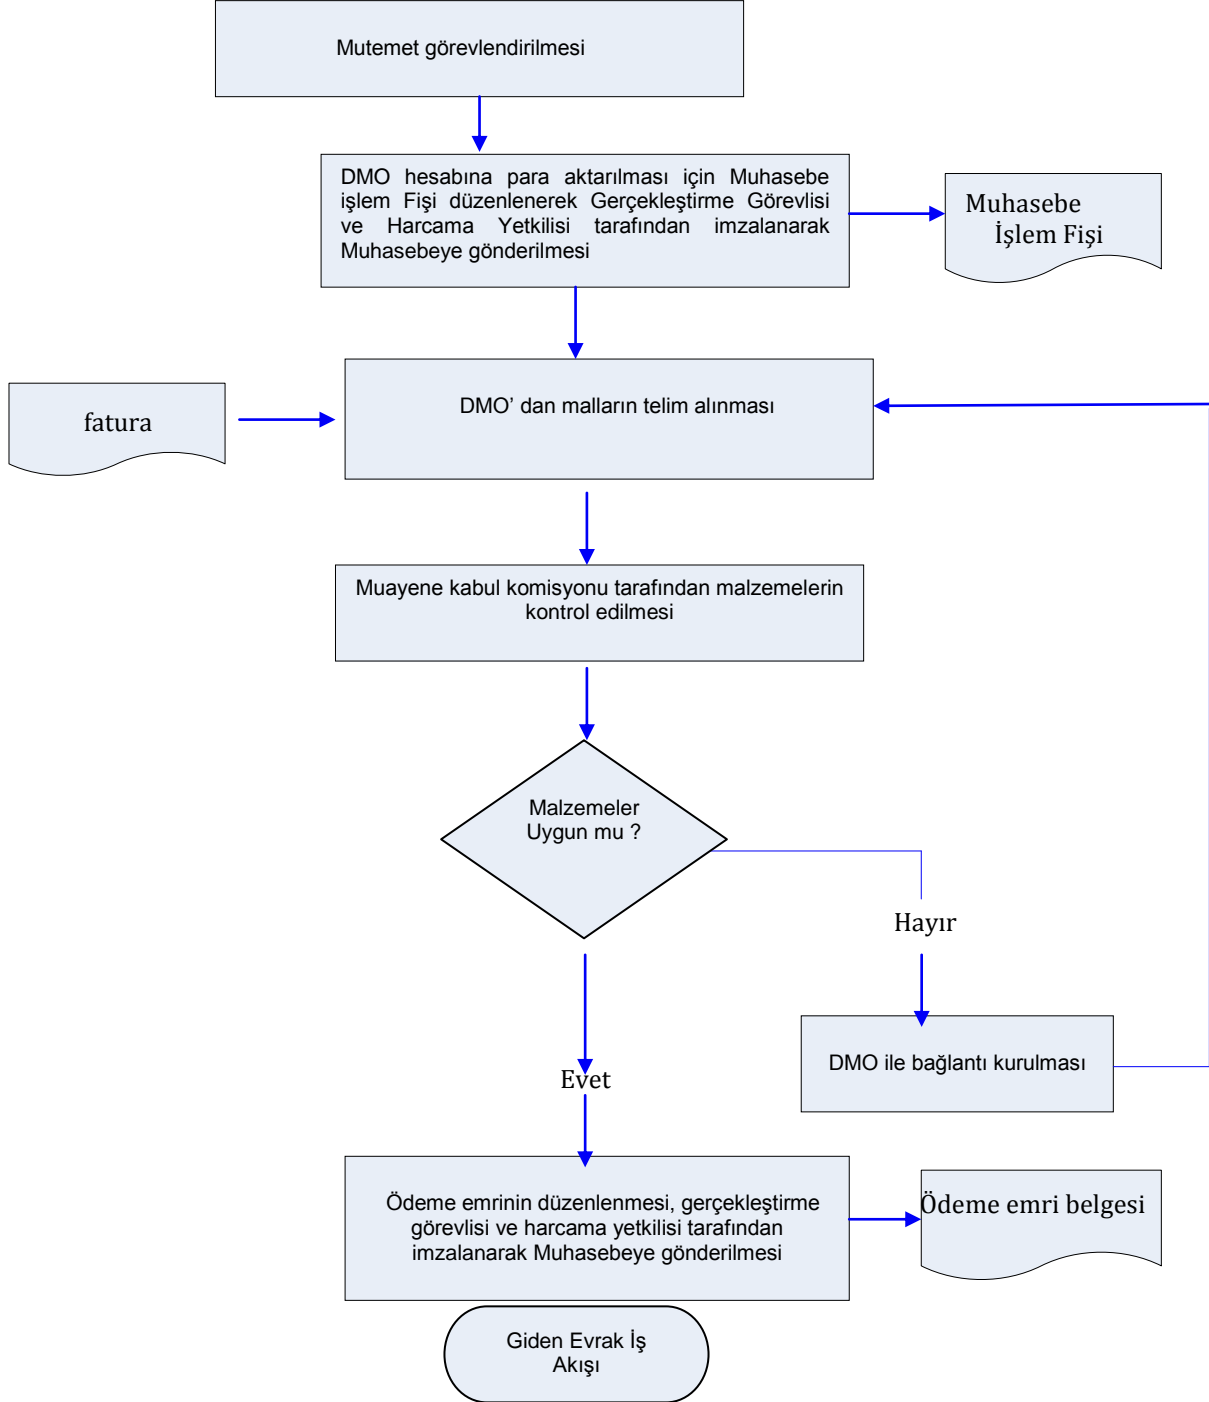 Mutemet görevlendirilmesi
DMO hesabına para aktarılması için Muhasebe
işlem Fişi düzenlenerek Gerçekleştirme Görevlisi
ve Harcama Yetkilisi tarafından imzalanarak
Muhasebeye gönderilmesi
Muhasebe
İşlem Fişi
fatura
DMO’ dan malların telim alınması
Muayene kabul komisyonu tarafından malzemelerin
kontrol edilmesi
Malzemeler
Uygun mu ?
Hayır
DMO ile bağlantı kurulması
Evet
Ödeme emrinin düzenlenmesi, gerçekleştirme
görevlisi ve harcama yetkilisi tarafından
imzalanarak Muhasebeye gönderilmesi
Ödeme emri belgesi
Giden Evrak İş
Akışı